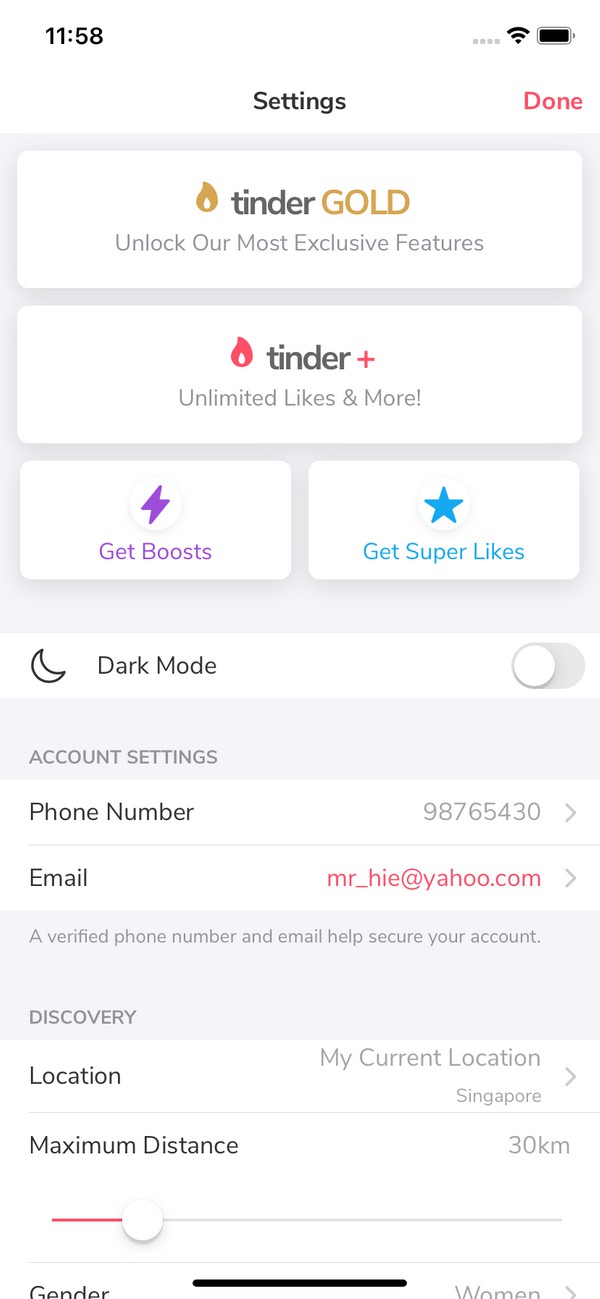 11:58
Settings
Done
tinder GOLD
Unlock Our Most Exclusive Features
tinder +
Unlimited Likes & More!
Get Boosts
Get Super Likes
Dark Mode
ACCOUNT SETTINGS
Phone Number 98765430
Email mr_hie@yahoo.com
A verified phone number and email help secure your account.
DISCOVERY
My Current Location
Location
Singapore
Maximum Distance 30km
Gender Women